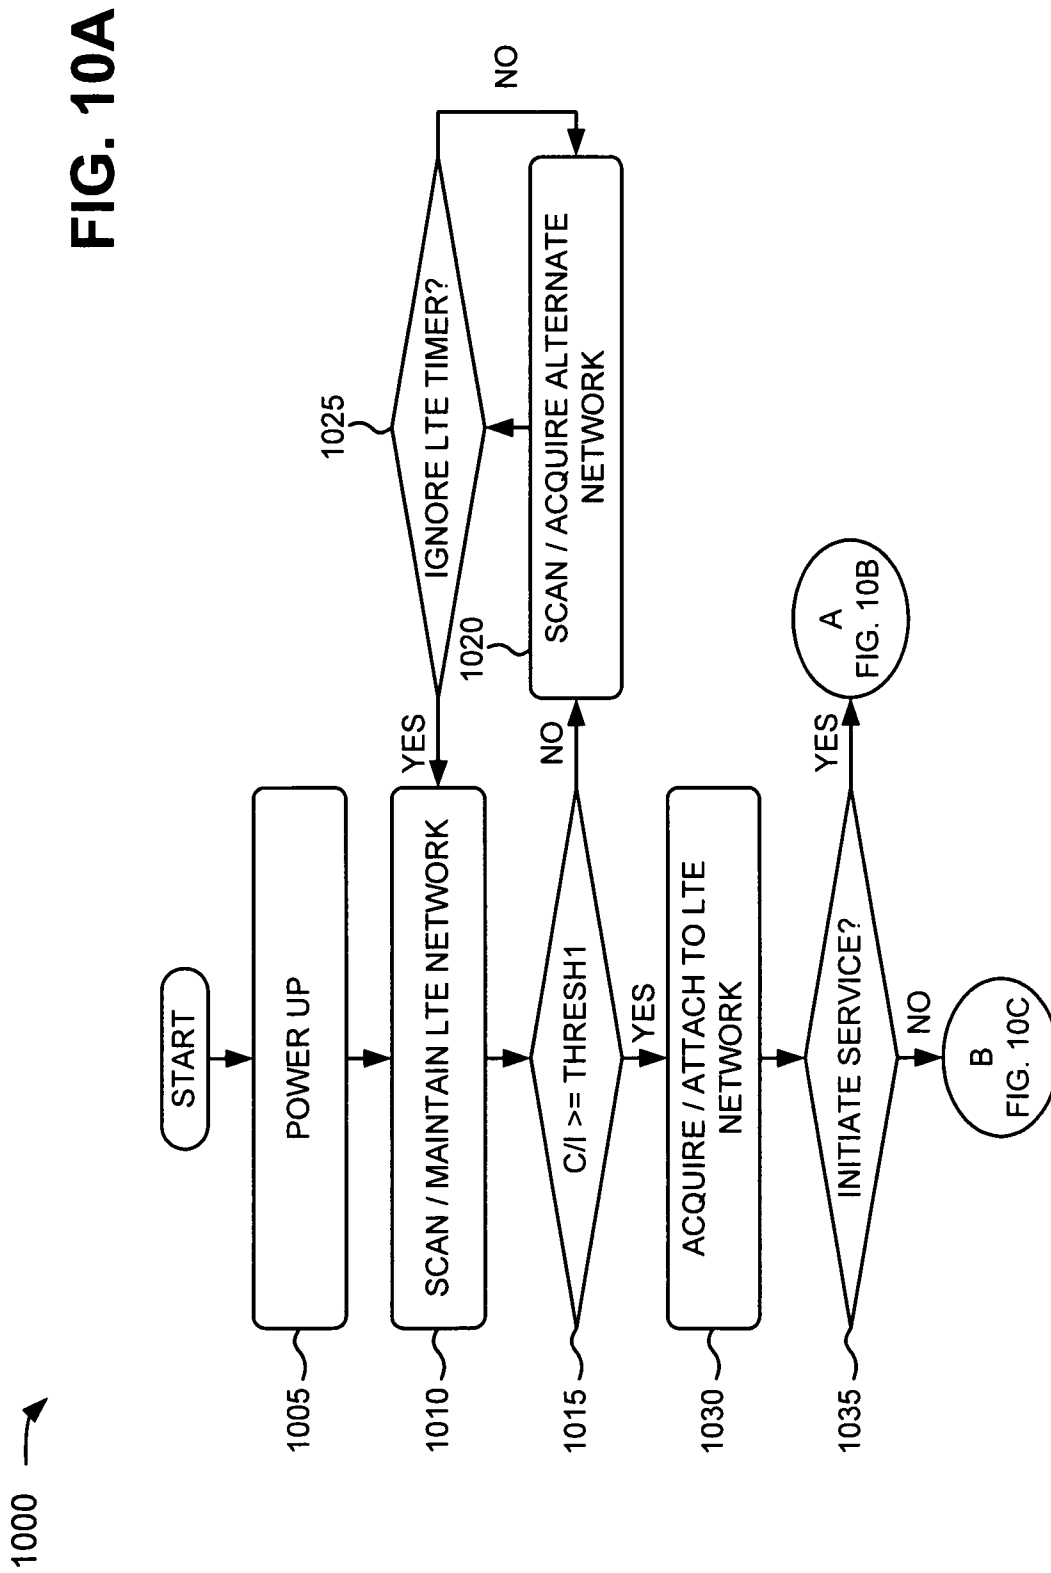 FIG. 10A
1000
START
1005
POWER UP
1010
SCAN / MAINTAIN LTE NETWORK
YES
1025
IGNORE LTE TIMER?
NO
1015
C/I >= THRESH1
NO
1020
SCAN / ACQUIRE ALTERNATE
NETWORK
YES
1030
ACQUIRE / ATTACH TO LTE
NETWORK
1035
INITIATE SERVICE?
YES
A
FIG. 10B
NO
B
FIG. 10C